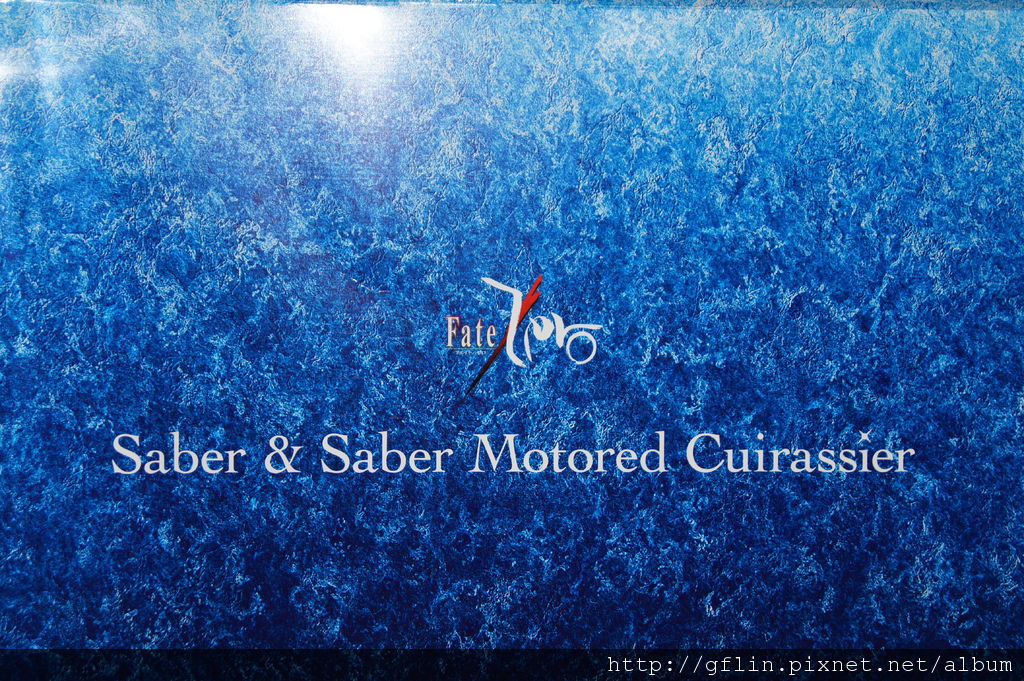 Fate
Zero
Saber & Saber Motored Cuirassier
http://gflin.pixnet.net/album